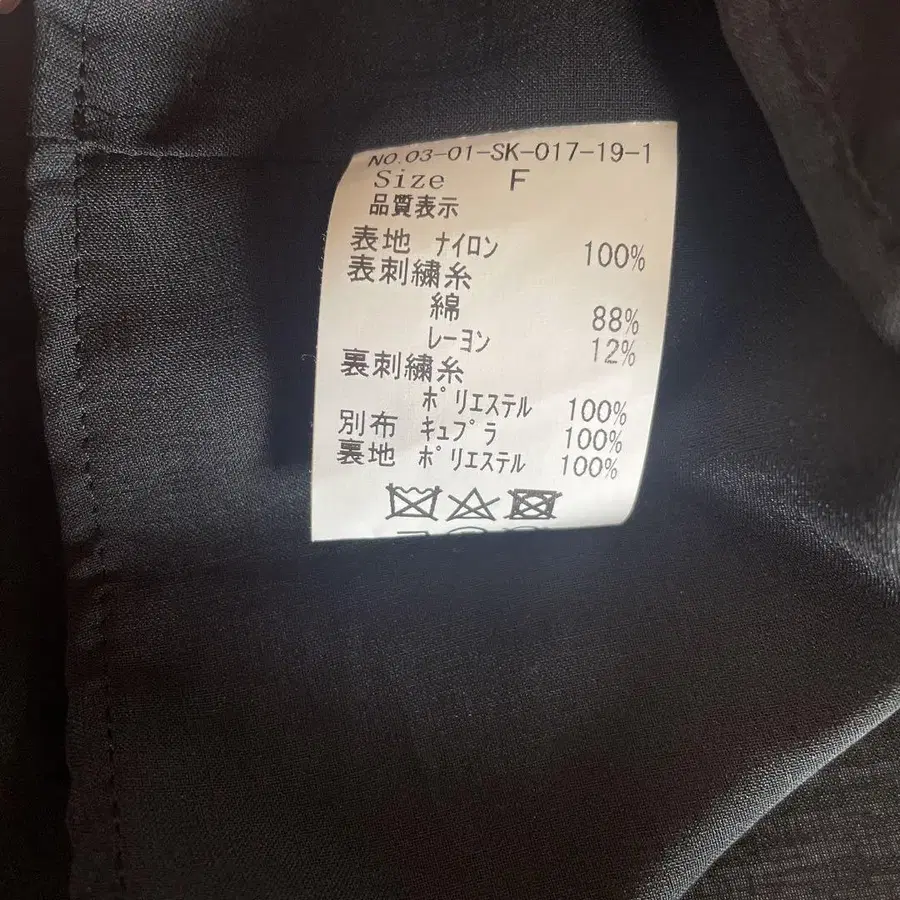 NO.03-01-SK-017-19-1
Size F
品質表示
表地 ナイロン 100%
表刺繍糸
綿 88%
レーヨン 12%
裏刺繍糸
ポリエステル 100%
別布 キュプラ 100%
裏地 ポリエステル 100%